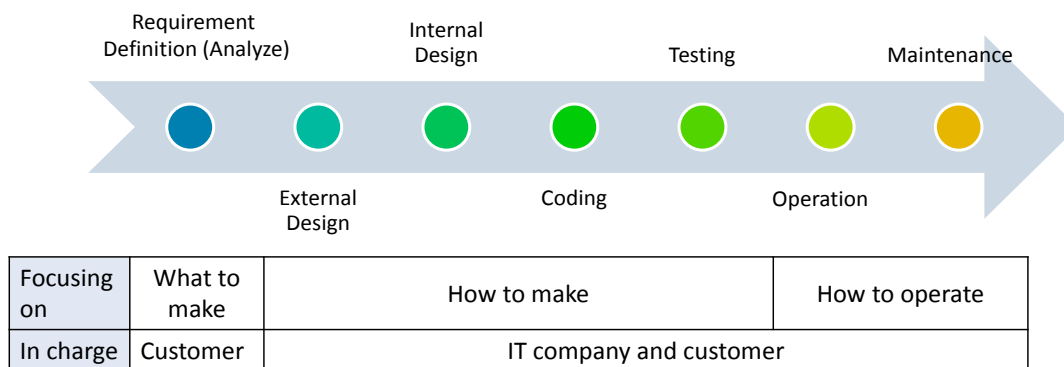 Requirement
Definition (Analyze)
Internal
Design
Testing
Maintenance
External
Design
Coding
Operation
Focusing
on
What to
make
How to make
How to operate
In charge
Customer
IT company and customer